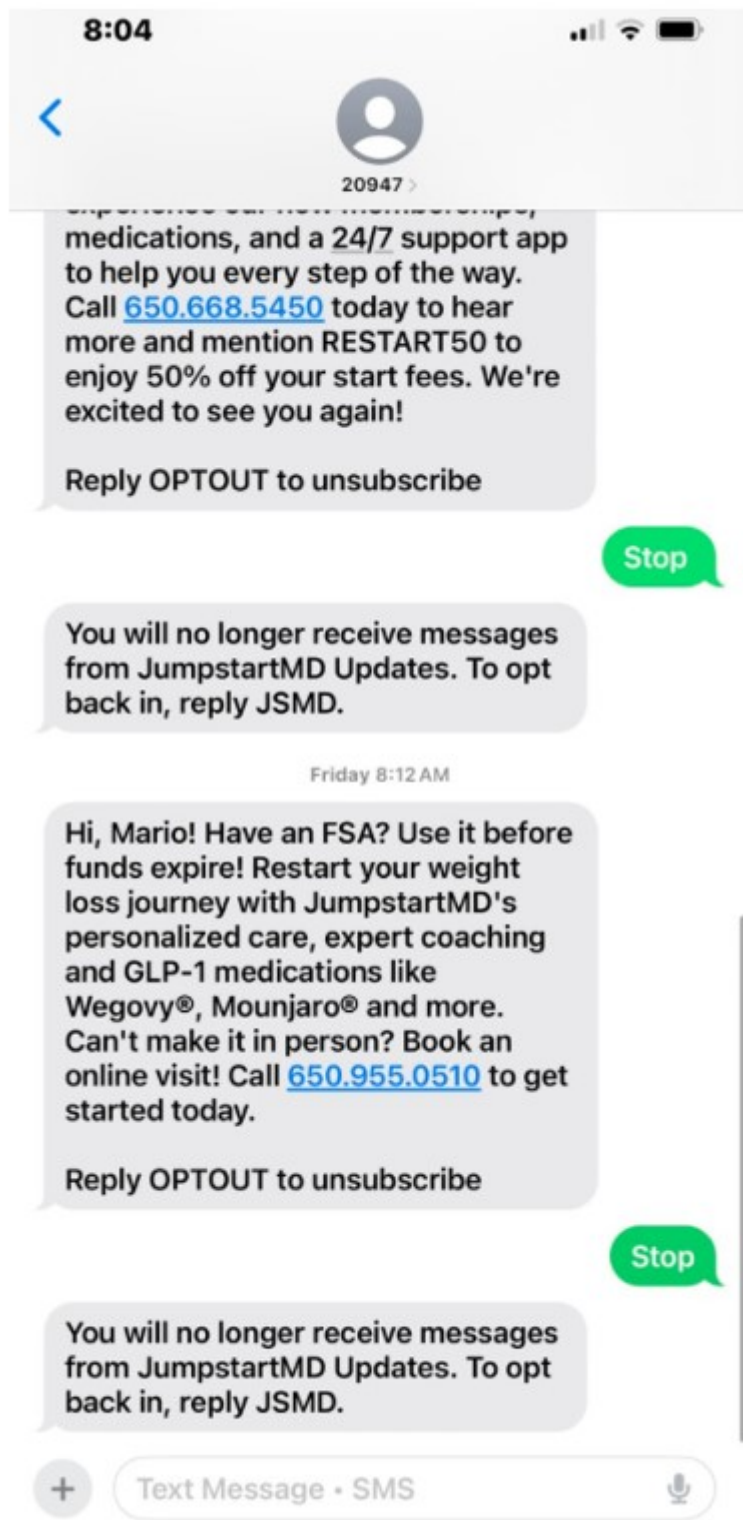 8:04
20947 >
medications, and a 24/7 support app
to help you every step of the way.
Call 650.668.5450 today to hear
more and mention RESTART50 to
enjoy 50% off your start fees. We're
excited to see you again!
Reply OPTOUT to unsubscribe
Stop
You will no longer receive messages
from JumpstartMD Updates. To opt
back in, reply JSMD.
Friday 8:12 AM
Hi, Mario! Have an FSA? Use it before
funds expire! Restart your weight
loss journey with JumpstartMD's
personalized care, expert coaching
and GLP-1 medications like
Wegovy®, Mounjaro® and more.
Can't make it in person? Book an
online visit! Call 650.955.0510 to get
started today.
Reply OPTOUT to unsubscribe
Stop
You will no longer receive messages
from JumpstartMD Updates. To opt
back in, reply JSMD.
Text Message • SMS